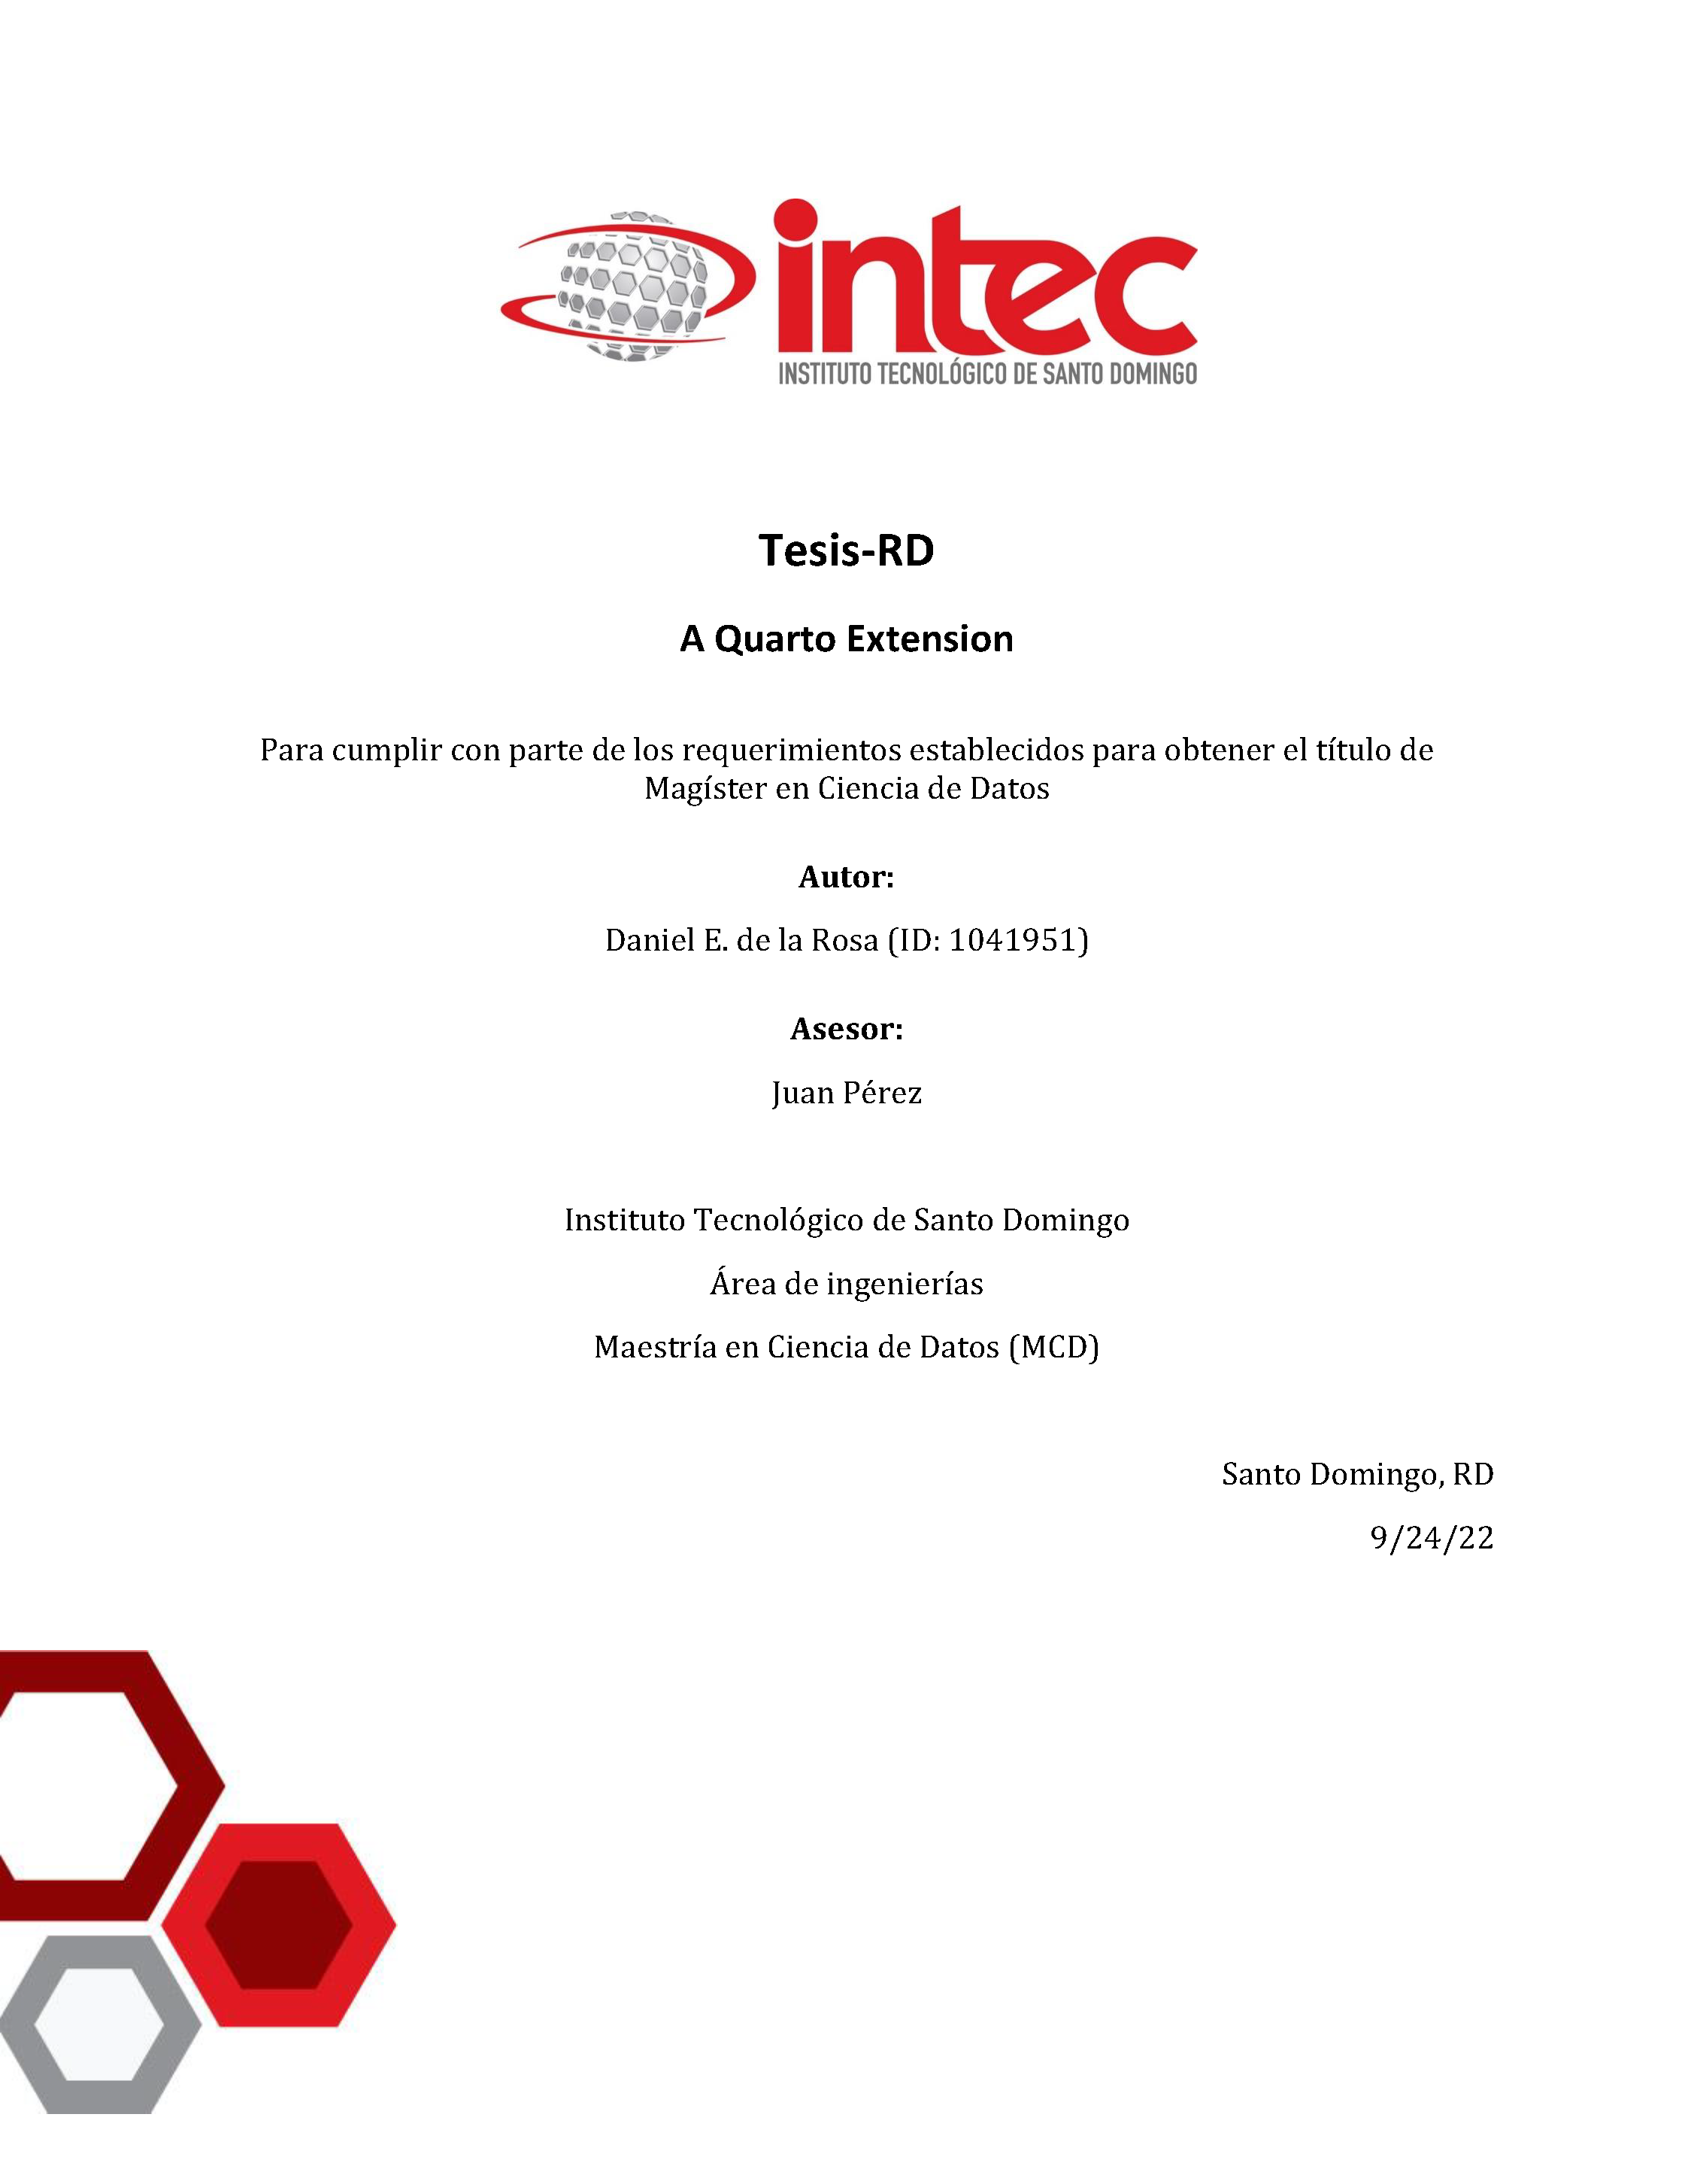 intec
INSTITUTO TECNOLÓGICO DE SANTO DOMINGO
Tesis-RD
A Quarto Extension
Para cumplir con parte de los requerimientos establecidos para obtener el título de
Magíster en Ciencia de Datos
Autor:
Daniel E. de la Rosa (ID: 1041951)
Asesor:
Juan Pérez
Instituto Tecnológico de Santo Domingo
Área de ingenierías
Maestría en Ciencia de Datos (MCD)
Santo Domingo, RD
9/24/22